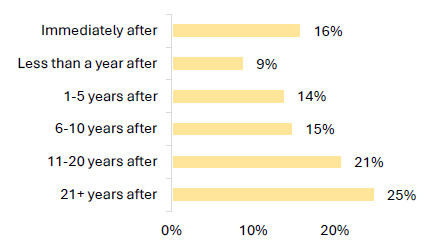 Immediately after 16%
Less than a year after 9%
1-5 years after 14%
6-10 years after 15%
11-20 years after 21%
21+ years after 25%
0% 10% 20%